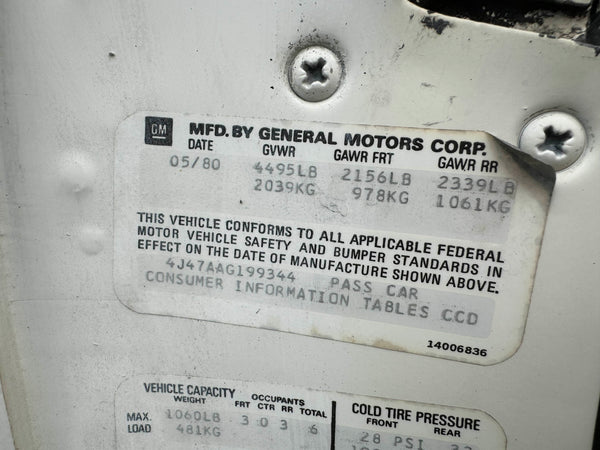 GM MFD. BY GENERAL MOTORS CORP.
DATE GVWR GAWR FRT GAWR RR
05/80 4495LB 2156LB 2339LB
2039KG 978KG 1061KG
THIS VEHICLE CONFORMS TO ALL APPLICABLE FEDERAL
MOTOR VEHICLE SAFETY AND BUMPER STANDARDS IN
EFFECT ON THE DATE OF MANUFACTURE SHOWN ABOVE.
4J47AAG199344 PASS CAR
CONSUMER INFORMATION TABLES CCD
14006836
VEHICLE CAPACITY OCCUPANTS
WEIGHT FRT CTR RR TOTAL
MAX. LOAD 1060LB 3 0 3 6
481KG
COLD TIRE PRESSURE
FRONT REAR
28 PSI